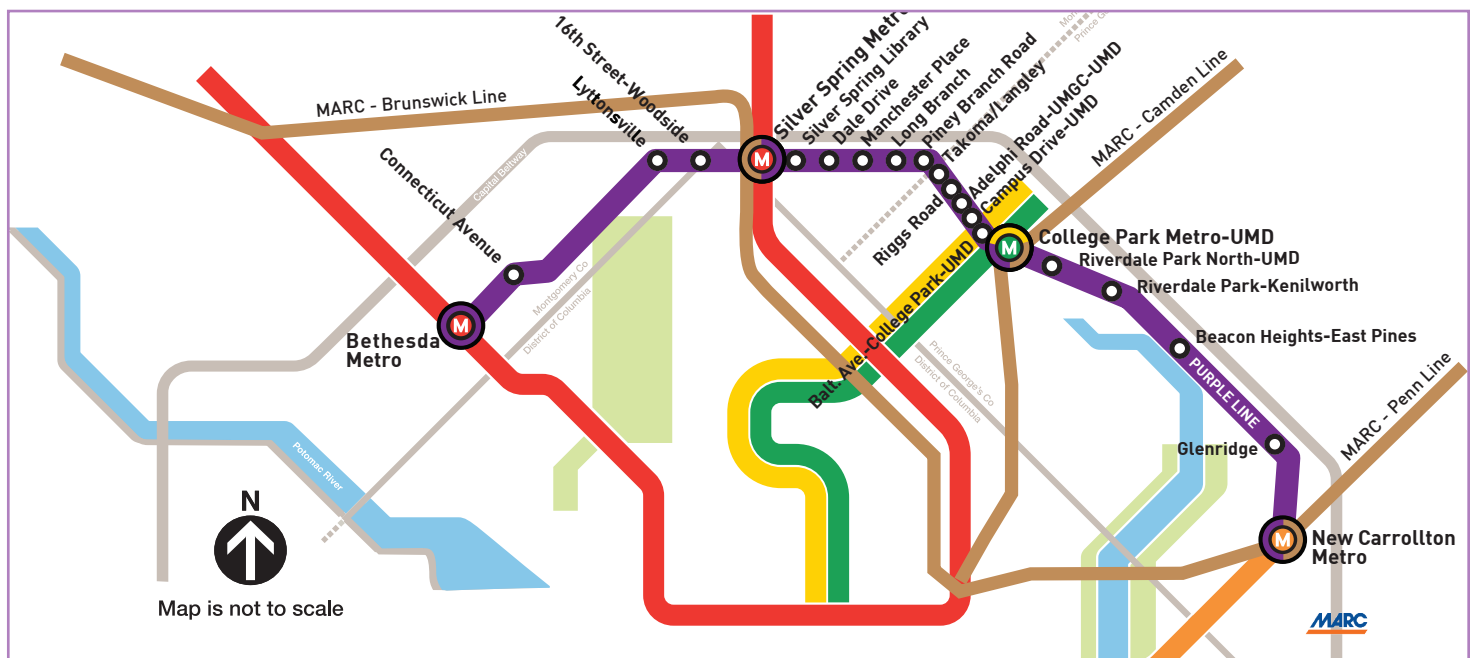 16th Street-Woodside
Silver Spring Metro
Silver Spring Library
Dale Drive
Manchester Place
Long Branch
Piney Branch Road
Takoma/Langley
Adelphi Road-UMGC-UMD
Campus Drive-UMD
MARC - Camden Line
MARC - Brunswick Line
Lyttonsville
Connecticut Avenue
Capital Beltway
Riggs Road
Balt. Ave.-College Park-UMD
M
M
M
M
College Park Metro-UMD
Riverdale Park North-UMD
Riverdale Park-Kenilworth
Beacon Heights-East Pines
Bethesda
Metro
Montgomery Co
District of Columbia
Prince George's Co
District of Columbia
PURPLE LINE
MARC - Penn Line
Glenridge
Potomac River
N
New Carrollton
Metro
Map is not to scale
MARC